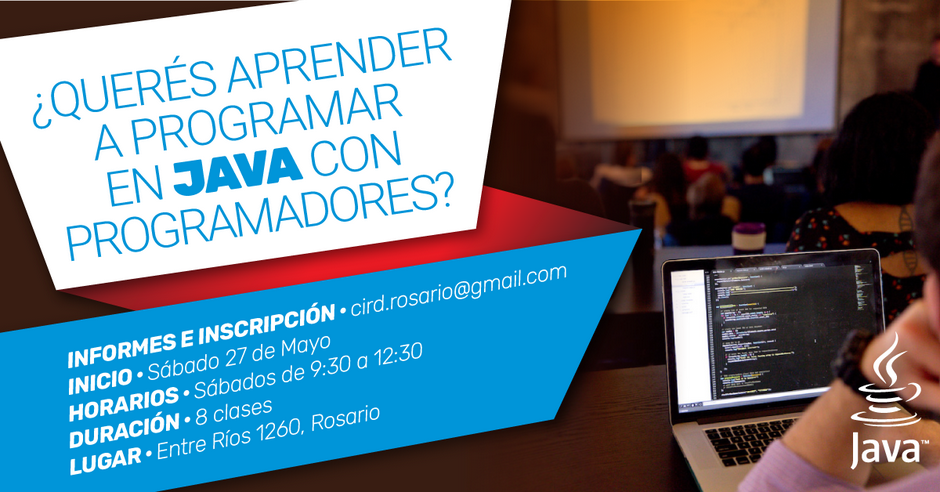 ¿QUERÉS APRENDER
A PROGRAMAR
EN JAVA CON
PROGRAMADORES?
INFORMES E INSCRIPCIÓN • cird.rosario@gmail.com
INICIO • Sábado 27 de Mayo
HORARIOS • Sábados de 9:30 a 12:30
DURACIÓN • 8 clases
LUGAR • Entre Ríos 1260, Rosario
Java™